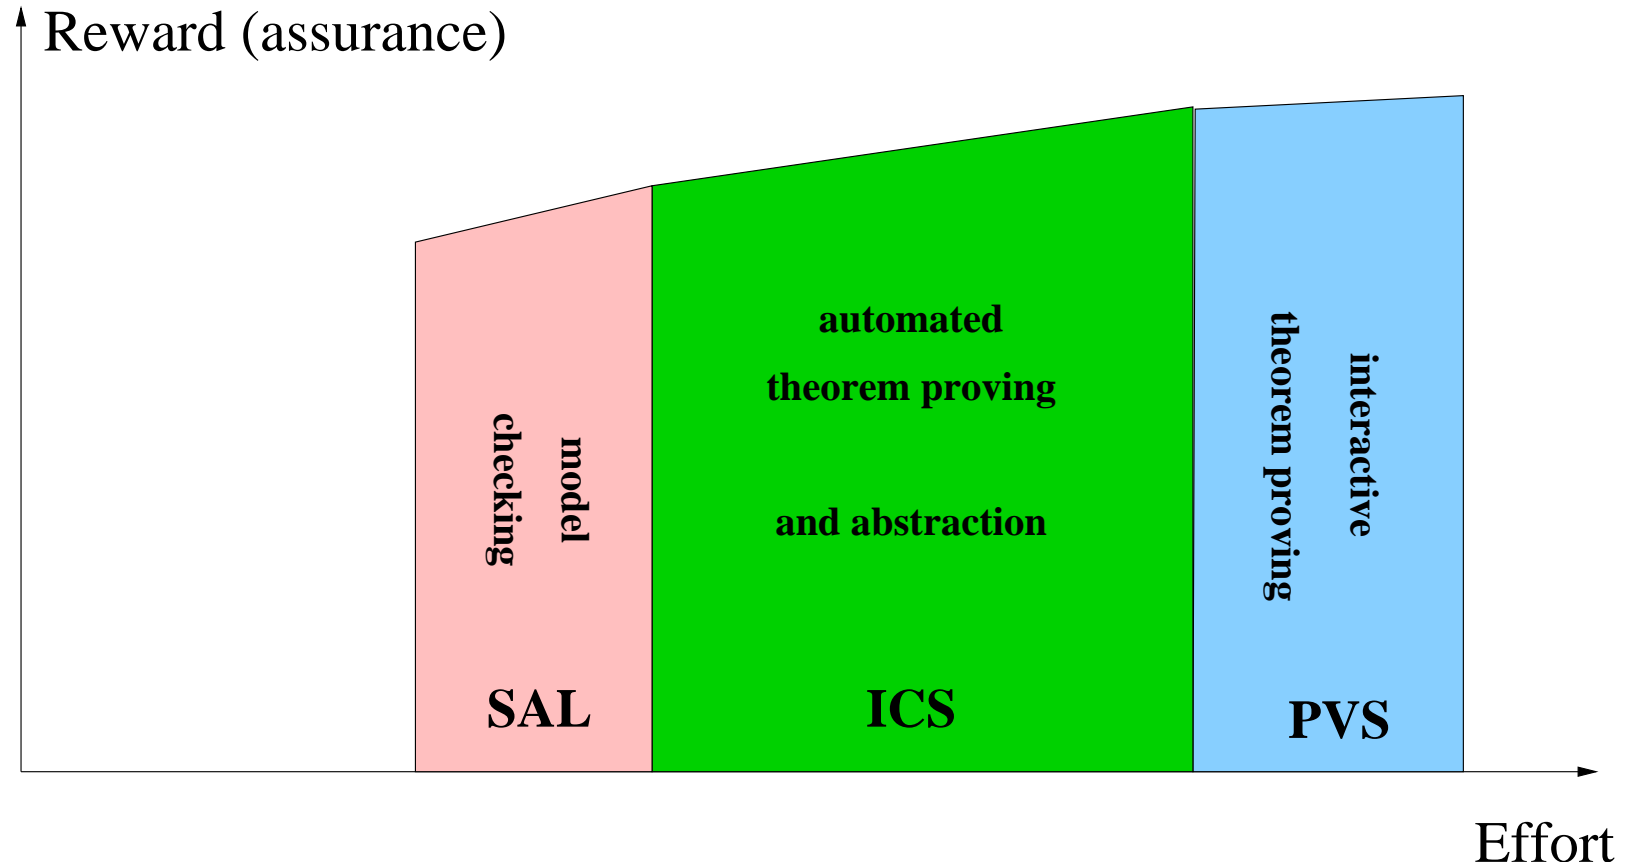 Reward (assurance)
automated
theorem proving
and abstraction
model
checking
interactive
theorem proving
SAL
ICS
PVS
Effort